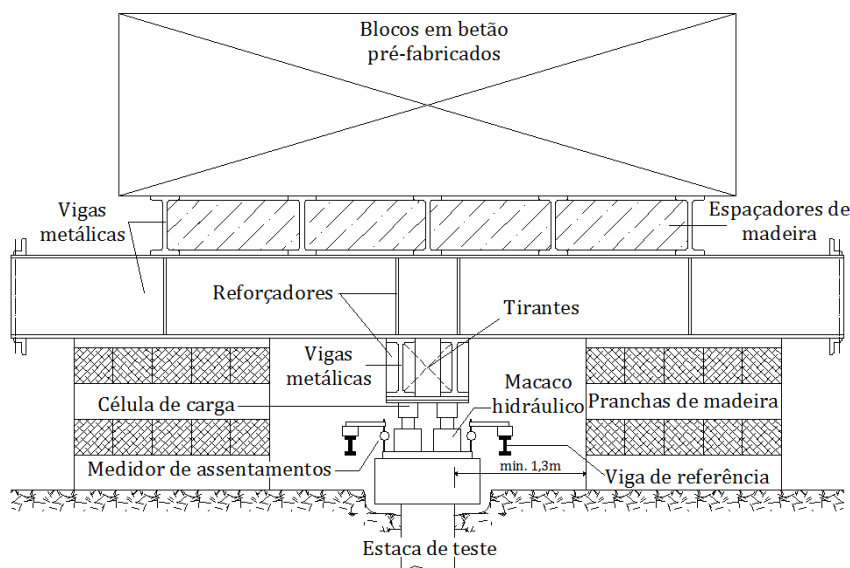 Blocos em betão
pré-fabricados
Vigas
metálicas
Espaçadores de
madeira
Reforçadores
Tirantes
Vigas
metálicas
Macaco
hidráulico
Célula de carga
Pranchas de madeira
Medidor de assentamentos
min. 1,3m
Viga de referência
Estaca de teste